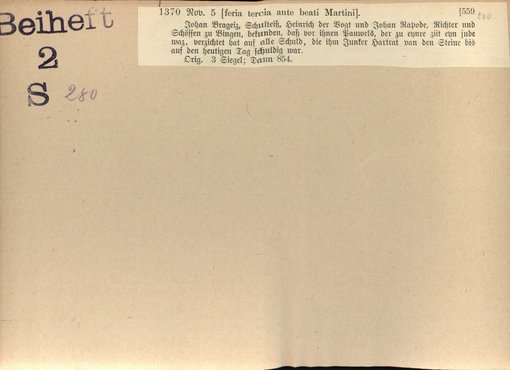 Beiheft
2
S 280
1370 Nov. 5 [feria tercia ante beati Martini]. [559 280
Johan Brageiz, Schulteiß, Heinrich der Vogt und Johan Rapode, Richter und
Schöffen zu Bingen, bekunden, daß vor ihnen Pauwels, der zu eynre ziit eyn jude
waz, verzichtet hat auf alle Schuld, die ihm Junker Hartrat van den Steine bis
auf den heutigen Tag schuldig war.
Orig. 3 Siegel; Daun 854.